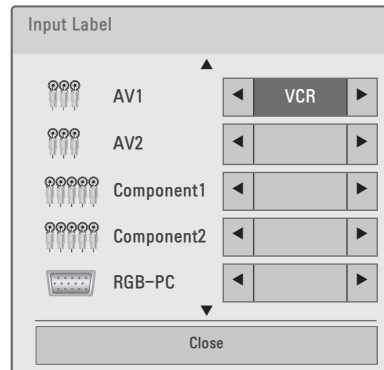 Input Label
AV1 VCR
AV2
Component1
Component2
RGB-PC
Close